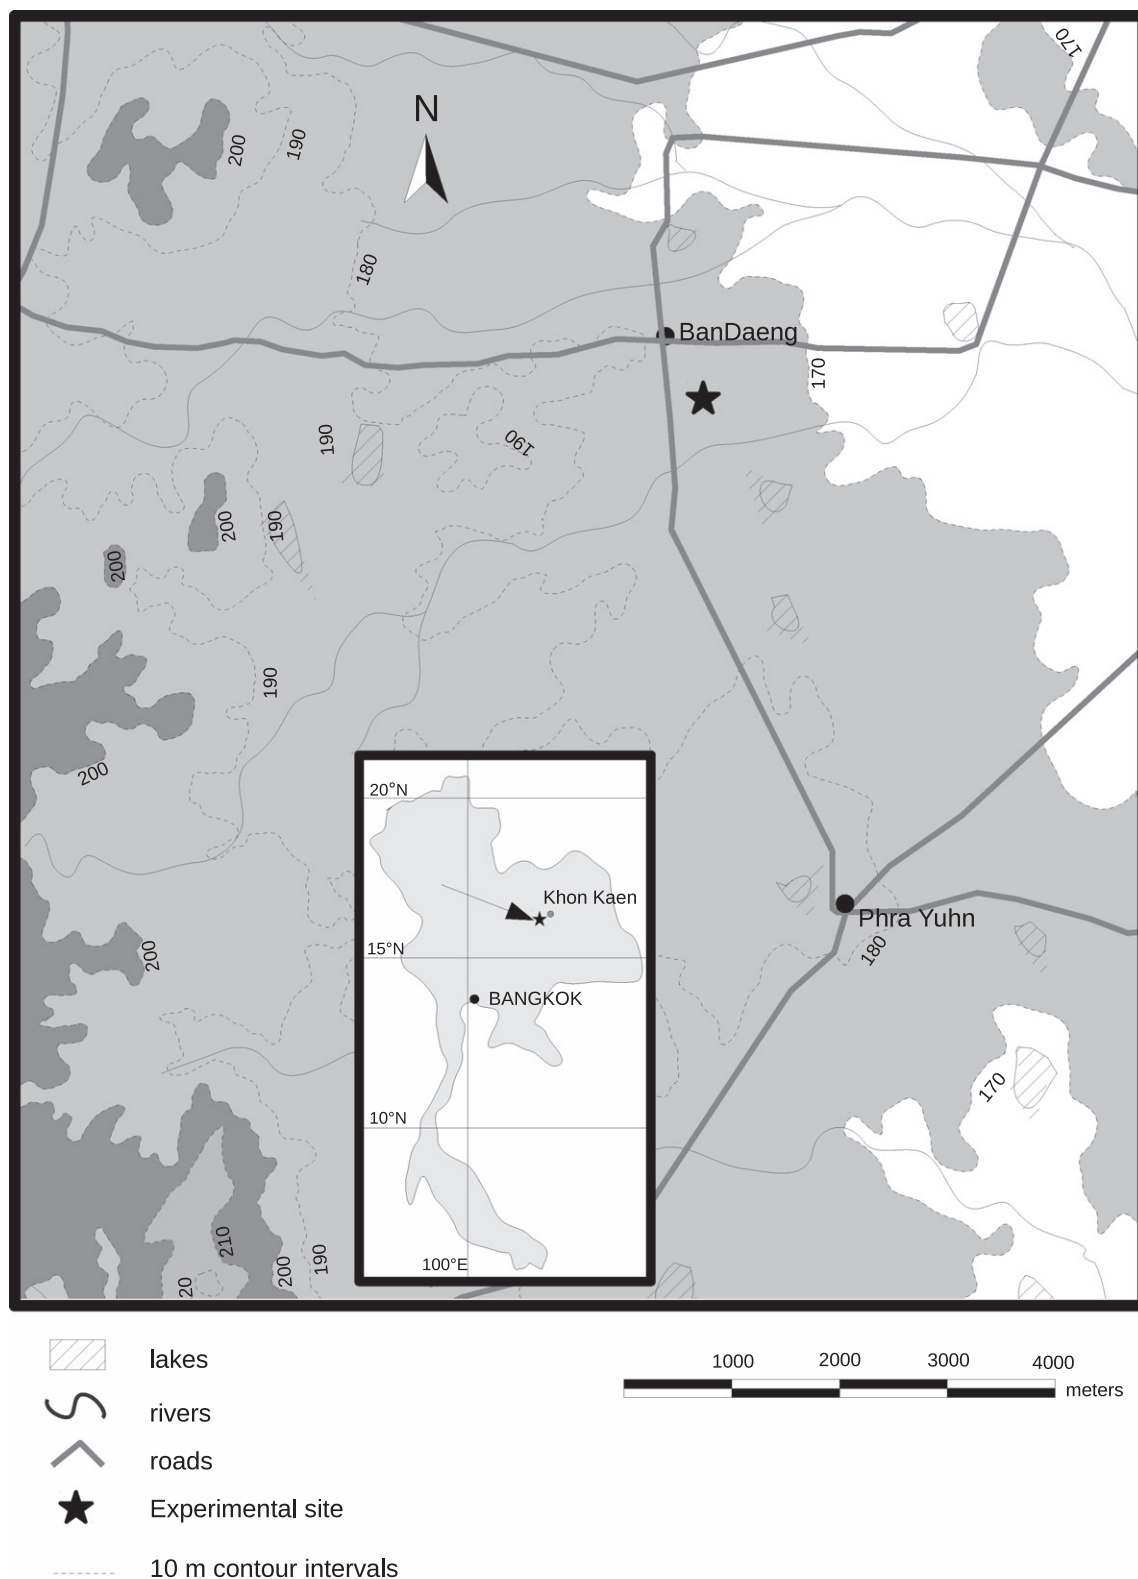 170
N
200
190
180
BanDaeng
170
190
190
200
190
200
190
200
200
Phra Yuhn
180
170
210
200
190
20
20°N
Khon Kaen
15°N
BANGKOK
10°N
100°E
lakes
rivers
roads
Experimental site
10 m contour intervals
1000 2000 3000 4000
meters